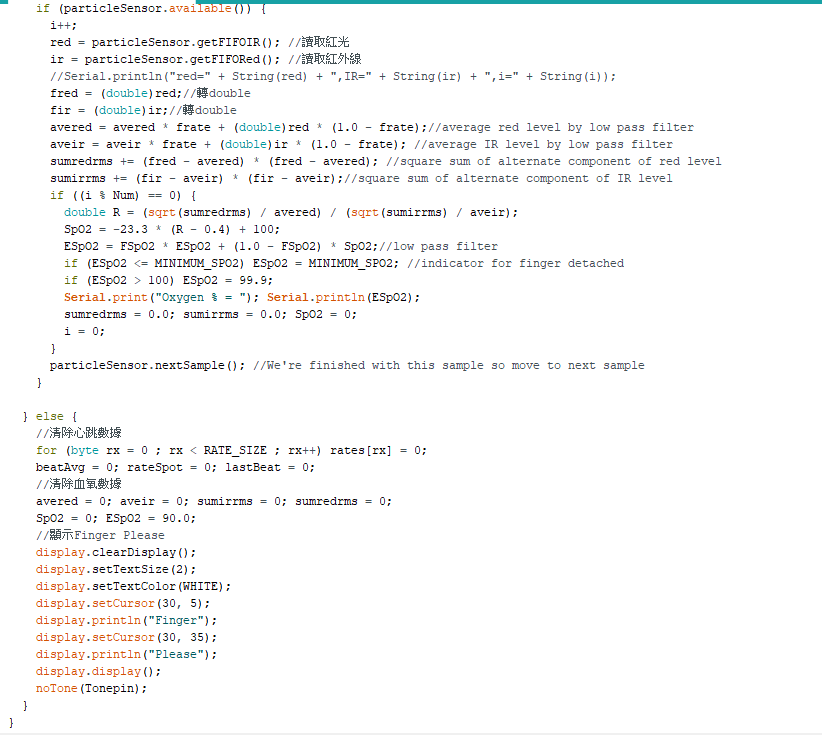 if (particleSensor.available()) {
i++;
red = particleSensor.getFIFOIR(); //讀取紅光
ir = particleSensor.getFIFORed(); //讀取紅外線
//Serial.println("red=" + String(red) + ",IR=" + String(ir) + ",i=" + String(i));
fred = (double)red;//轉double
fir = (double)ir;//轉double
avered = avered * frate + (double)red * (1.0 - frate);//average red level by low pass filter
aveir = aveir * frate + (double)ir * (1.0 - frate); //average IR level by low pass filter
sumredrms += (fred - avered) * (fred - avered); //square sum of alternate component of red level
sumirrms += (fir - aveir) * (fir - aveir);//square sum of alternate component of IR level
if ((i % Num) == 0) {
double R = (sqrt(sumredrms) / avered) / (sqrt(sumirrms) / aveir);
SpO2 = -23.3 * (R - 0.4) + 100;
ESpO2 = FSpO2 * ESpO2 + (1.0 - FSpO2) * SpO2;//low pass filter
if (ESpO2 <= MINIMUM_SPO2) ESpO2 = MINIMUM_SPO2; //indicator for finger detached
if (ESpO2 > 100) ESpO2 = 99.9;
Serial.print("Oxygen % = "); Serial.println(ESpO2);
sumredrms = 0.0; sumirrms = 0.0; SpO2 = 0;
i = 0;
}
particleSensor.nextSample(); //We're finished with this sample so move to next sample
}
} else {
//清除心跳數據
for (byte rx = 0 ; rx < RATE_SIZE ; rx++) rates[rx] = 0;
beatAvg = 0; rateSpot = 0; lastBeat = 0;
//清除血氧數據
avered = 0; aveir = 0; sumirrms = 0; sumredrms = 0;
SpO2 = 0; ESpO2 = 90.0;
//顯示Finger Please
display.clearDisplay();
display.setTextSize(2);
display.setTextColor(WHITE);
display.setCursor(30, 5);
display.println("Finger");
display.setCursor(30, 35);
display.println("Please");
display.display();
noTone(Tonepin);
}
}